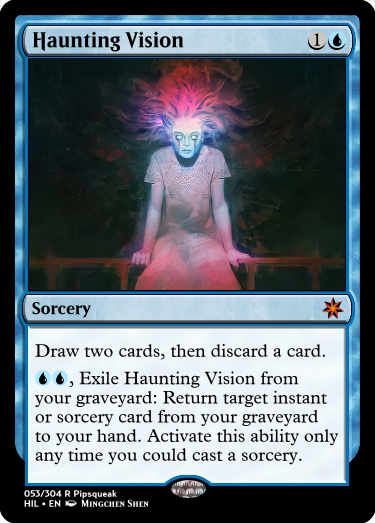 Haunting Vision 1
Sorcery
Draw two cards, then discard a card.
, Exile Haunting Vision from
your graveyard: Return target instant
or sorcery card from your graveyard
to your hand. Activate this ability only
any time you could cast a sorcery.
053/304 R Pipsqueak
HIL • EN Mingchen Shen